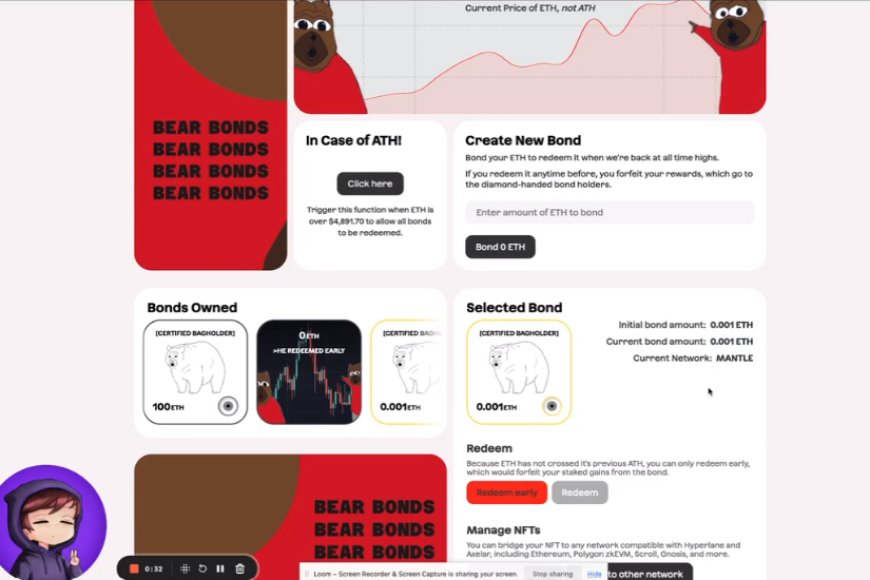 Current Price of ETH, not ATH
BEAR BONDS
BEAR BONDS
BEAR BONDS
BEAR BONDS
In Case of ATH!
Click here
Trigger this function when ETH is
over $4,891.70 to allow all bonds
to be redeemed.
Create New Bond
Bond your ETH to redeem it when we're back at all time highs.
If you redeem it anytime before, you forfeit your rewards, which go to
the diamond-handed bond holders.
Enter amount of ETH to bond
Bond 0 ETH
Bonds Owned
[CERTIFIED BAGHOLDER]
100ETH
0ETH
>HE REDEEMED EARLY
[CERTIFIED BAGH
0.001ETH
Selected Bond
[CERTIFIED BAGHOLDER]
0.001ETH
Initial bond amount: 0.001 ETH
Current bond amount: 0.001 ETH
Current Network: MANTLE
Redeem
Because ETH has not crossed it's previous ATH, you can only redeem early,
which would forfeit your staked gains from the bond.
Redeem early
Redeem
Manage NFTs
You can bridge your NFT to any network compatible with Hyperlane and
Axelar, including Ethereum, Polygon zkEVM, Scroll, Gnosis, and more.
to other network
BEAR BONDS
BEAR BONDS
BEAR BONDS
BEAR BONDS
0:32
Loom – Screen Recorder & Screen Capture is sharing your screen.
Stop sharing
Hide